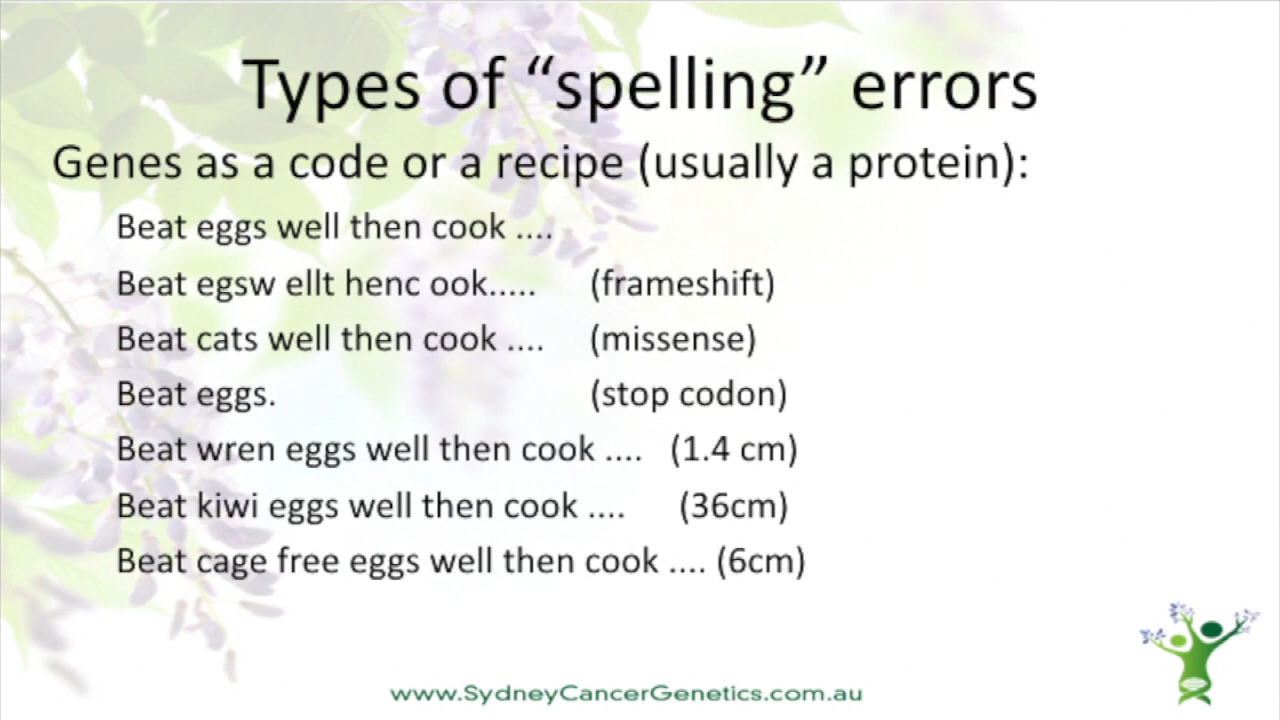 Types of “spelling” errors
Genes as a code or a recipe (usually a protein):
Beat eggs well then cook ....
Beat egsw ellt henc ook..... (frameshift)
Beat cats well then cook .... (missense)
Beat eggs. (stop codon)
Beat wren eggs well then cook .... (1.4 cm)
Beat kiwi eggs well then cook .... (36cm)
Beat cage free eggs well then cook .... (6cm)
www.SydneyCancerGenetics.com.au